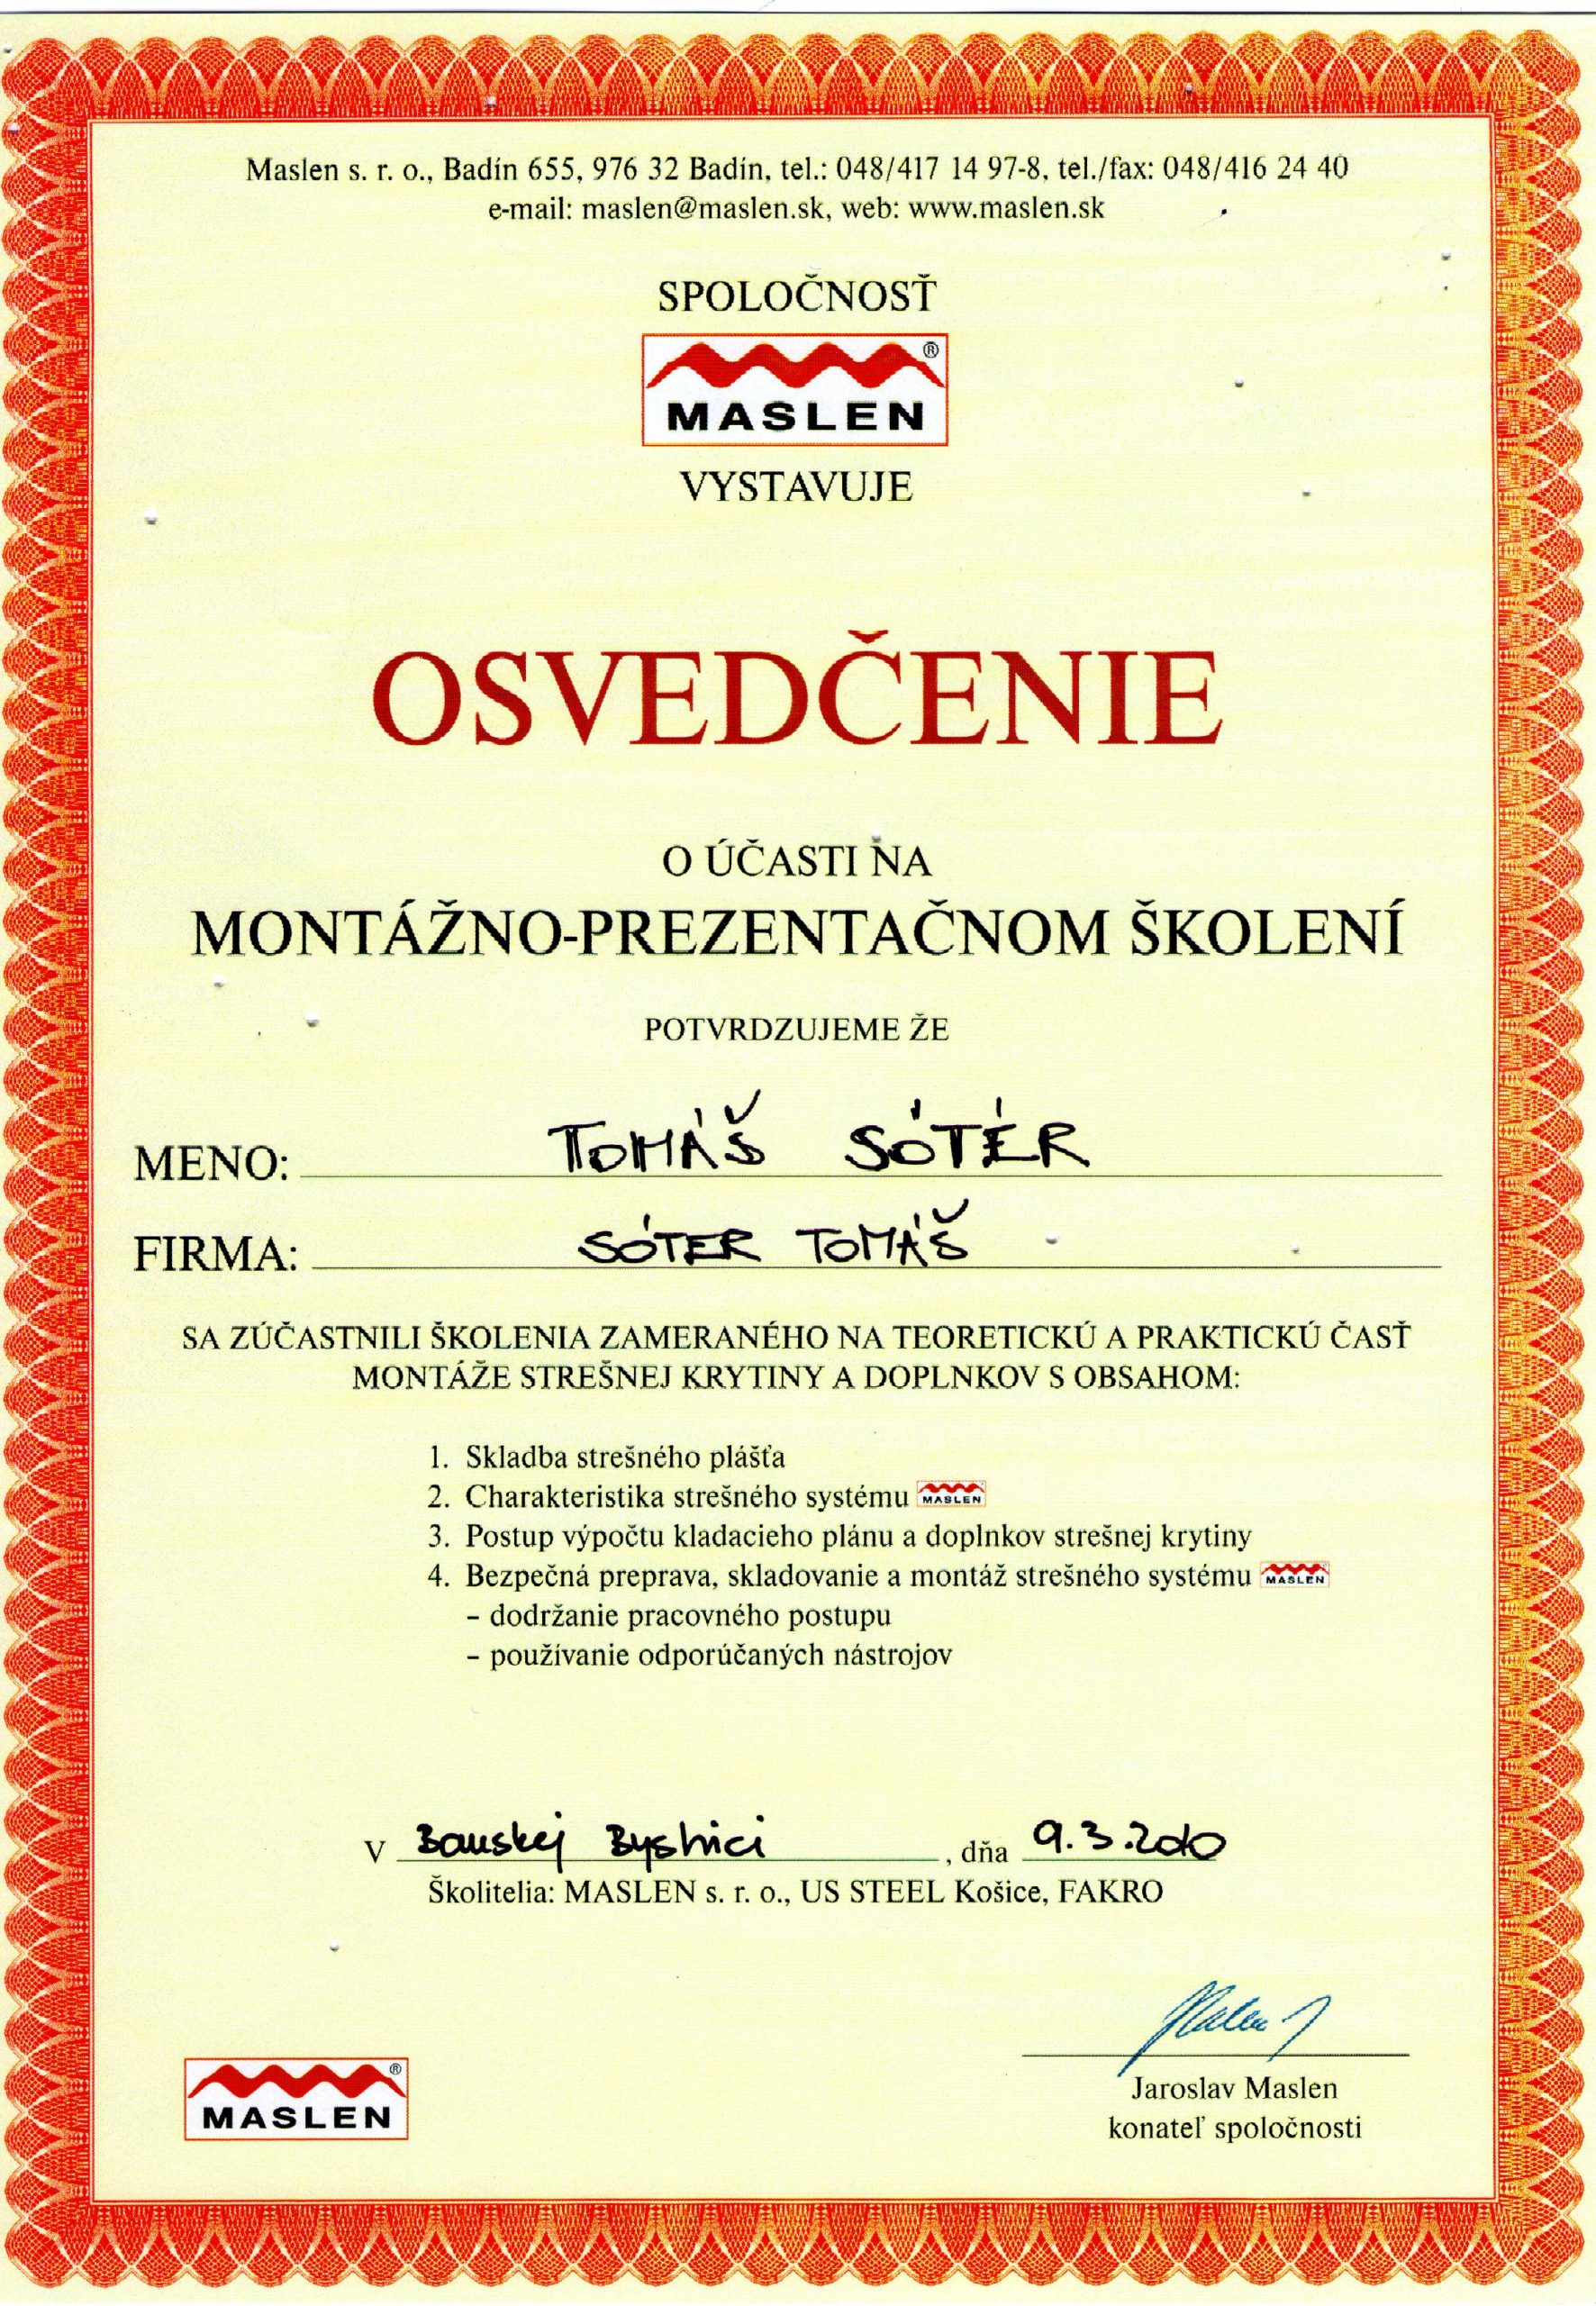 Maslen s. r. o., Badín 655, 976 32 Badín, tel.: 048/417 14 97-8, tel./fax: 048/416 24 40
e-mail: maslen@maslen.sk, web: www.maslen.sk
SPOLOČNOSŤ
MASLEN ®
VYSTAVUJE
OSVEDČENIE
O ÚČASTI NA
MONTÁŽNO-PREZENTAČNOM ŠKOLENÍ
POTVRDZUJEME ŽE
MENO: TOMÁŠ SÓTÉR
FIRMA: SÓTER TOMÁŠ
SA ZÚČASTNILI ŠKOLENIA ZAMERANÉHO NA TEORETICKÚ A PRAKTICKÚ ČASŤ
MONTÁŽE STREŠNEJ KRYTINY A DOPLNKOV S OBSAHOM:
1. Skladba strešného plášťa
2. Charakteristika strešného systému MASLEN
3. Postup výpočtu kladacieho plánu a doplnkov strešnej krytiny
4. Bezpečná preprava, skladovanie a montáž strešného systému MASLEN
– dodržanie pracovného postupu
– používanie odporúčaných nástrojov
V Banskej Bystrici, dňa 9.3.2010
Školitelia: MASLEN s. r. o., US STEEL Košice, FAKRO
Jaroslav Maslen
konateľ spoločnosti
MASLEN ®